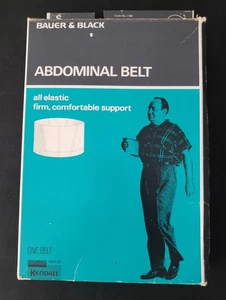 BAUER & BLACK
ABDOMINAL BELT
all elastic
firm, comfortable support
ONE BELT
KENDALL